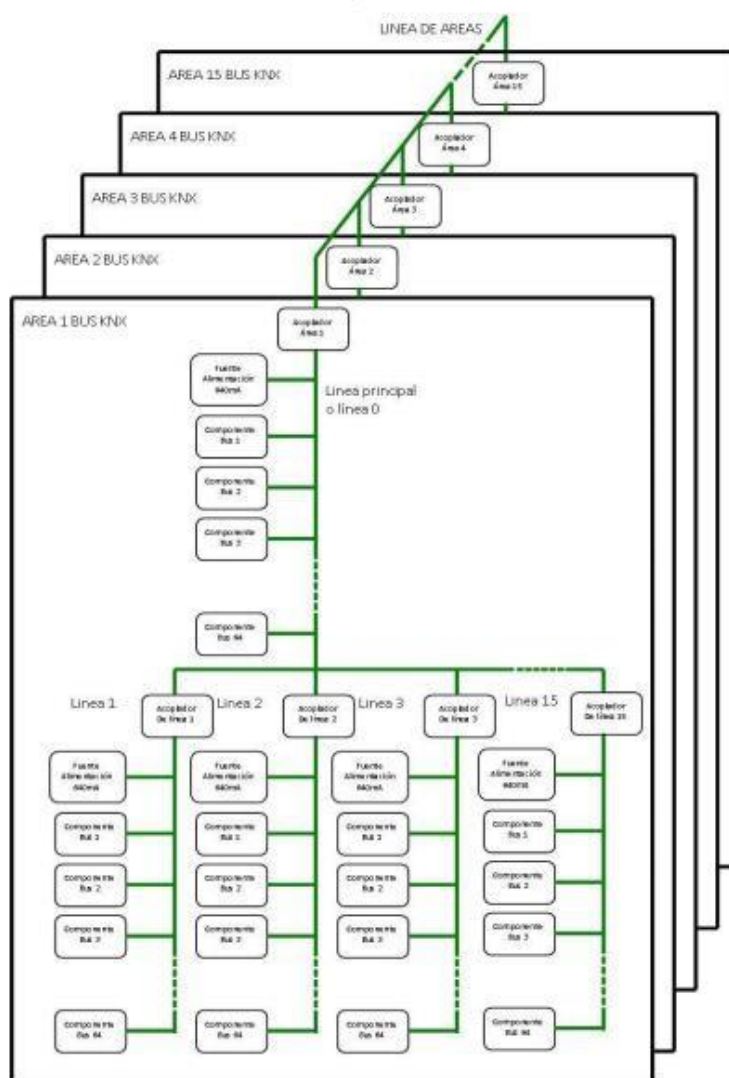 LINEA DE AREAS
AREA 15 BUS KNX
Acoplador
Área 15
AREA 4 BUS KNX
Acoplador
Área 4
AREA 3 BUS KNX
Acoplador
Área 3
AREA 2 BUS KNX
Acoplador
Área 2
AREA 1 BUS KNX
Acoplador
Área 1
Fuente
Alimentación
640mA
Linea principal
o línea 0
Componente
Bus 1
Componente
Bus 2
Componente
Bus 3
Componente
Bus 64
Linea 1
Acoplador
De línea 1
Linea 2
Acoplador
De línea 2
Linea 3
Acoplador
De línea 3
Linea 15
Acoplador
De línea 15
Fuente
Alimentación
640mA
Componente
Bus 1
Componente
Bus 2
Componente
Bus 3
Componente
Bus 64
Fuente
Alimentación
640mA
Componente
Bus 1
Componente
Bus 2
Componente
Bus 3
Componente
Bus 64
Fuente
Alimentación
640mA
Componente
Bus 1
Componente
Bus 2
Componente
Bus 3
Componente
Bus 64
Fuente
Alimentación
640mA
Componente
Bus 1
Componente
Bus 2
Componente
Bus 3
Componente
Bus 64